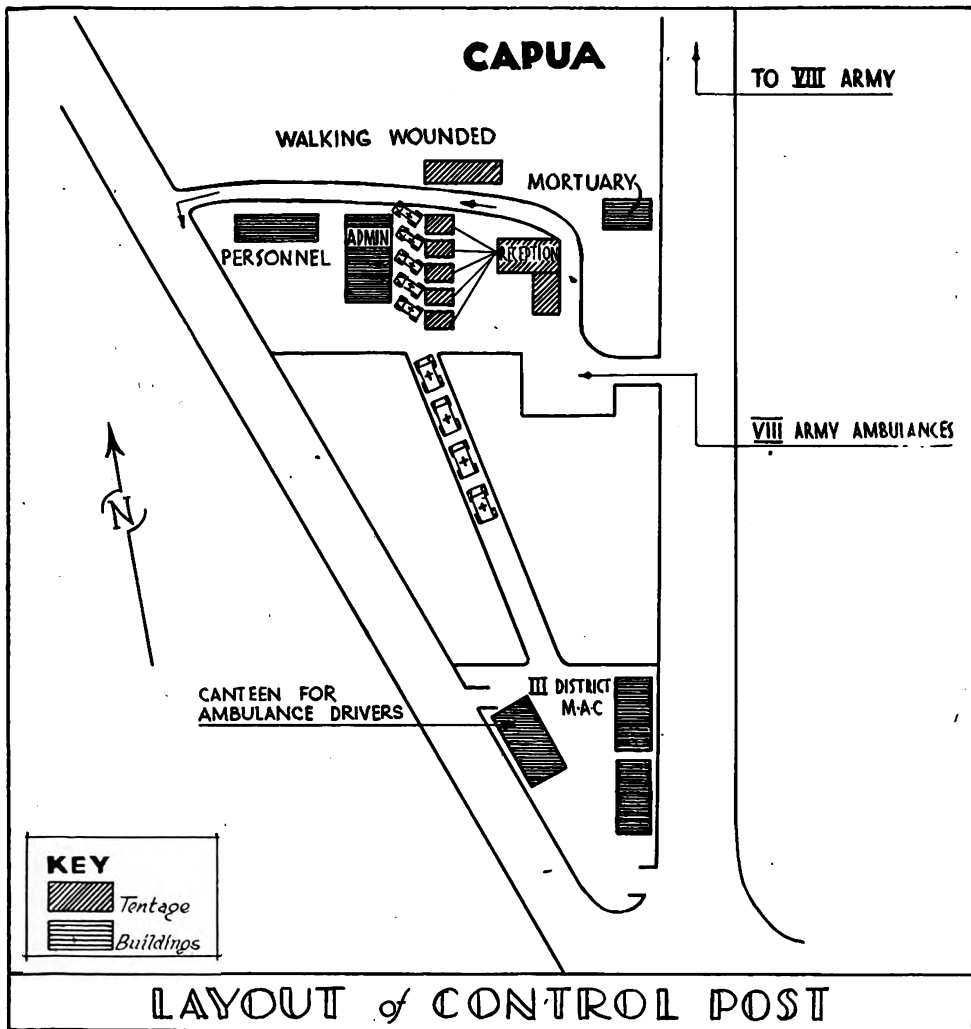 CAPUA
TO VIII ARMY
WALKING WOUNDED
MORTUARY
ADMIN
RECEPTION
PERSONNEL
VIII ARMY AMBULANCES
N
III DISTRICT
M·A·C
CANTEEN FOR
AMBULANCE DRIVERS
KEY
Tentage
Buildings
LAYOUT of CONTROL POST